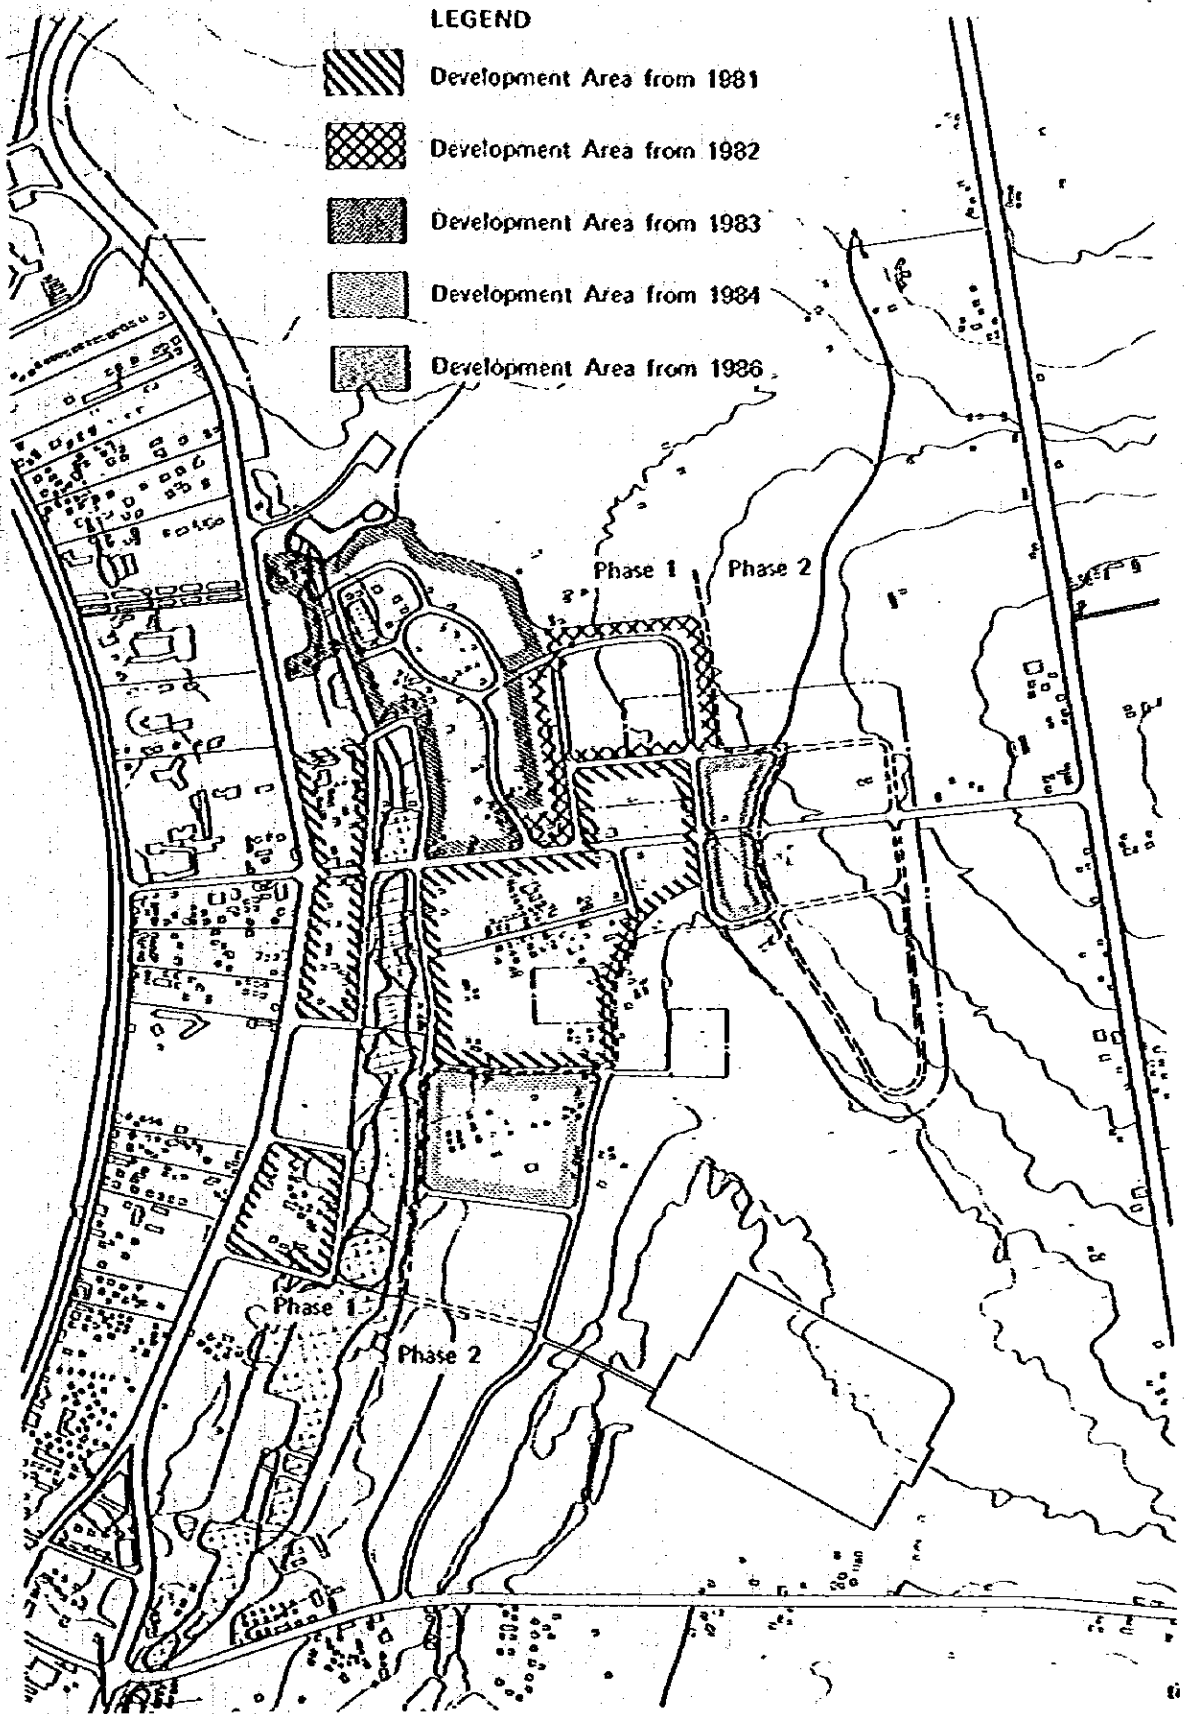 LEGEND
Development Area from 1981
Development Area from 1982
Development Area from 1983
Development Area from 1984
Development Area from 1986
Phase 1
Phase 2
Phase 1
Phase 2